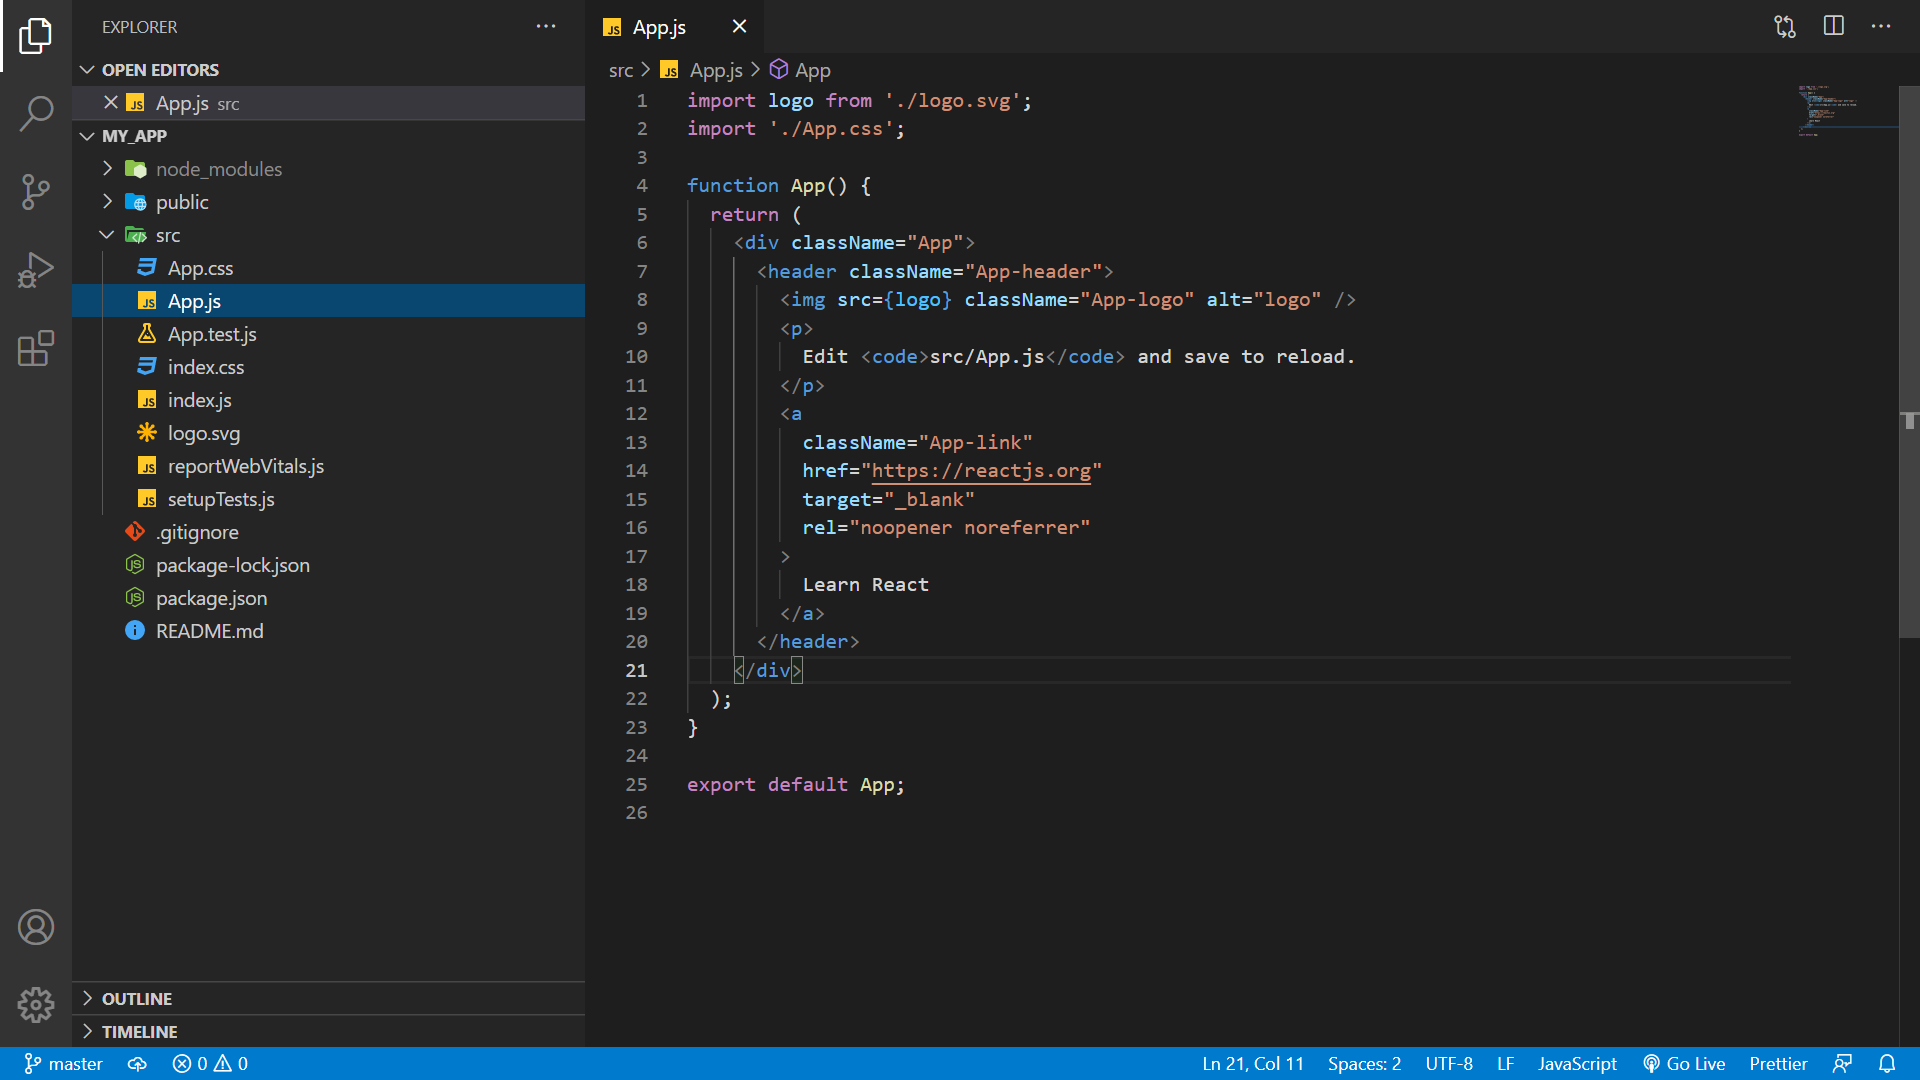 EXPLORER
OPEN EDITORS
App.js src
MY_APP
node_modules
public
src
App.css
App.js
App.test.js
index.css
index.js
logo.svg
reportWebVitals.js
setupTests.js
.gitignore
package-lock.json
package.json
README.md
OUTLINE
TIMELINE
App.js
src > App.js > App
1 import logo from './logo.svg';
2 import './App.css';
3
4 function App() {
5 return (
6 <div className="App">
7 <header className="App-header">
8 <img src={logo} className="App-logo" alt="logo" />
9 <p>
10 Edit <code>src/App.js</code> and save to reload.
11 </p>
12 <a
13 className="App-link"
14 href="https://reactjs.org"
15 target="_blank"
16 rel="noopener noreferrer"
17 >
18 Learn React
19 </a>
20 </header>
21 </div>
22 );
23 }
24
25 export default App;
26
master 0 0 Ln 21, Col 11 Spaces: 2 UTF-8 LF JavaScript Go Live Prettier